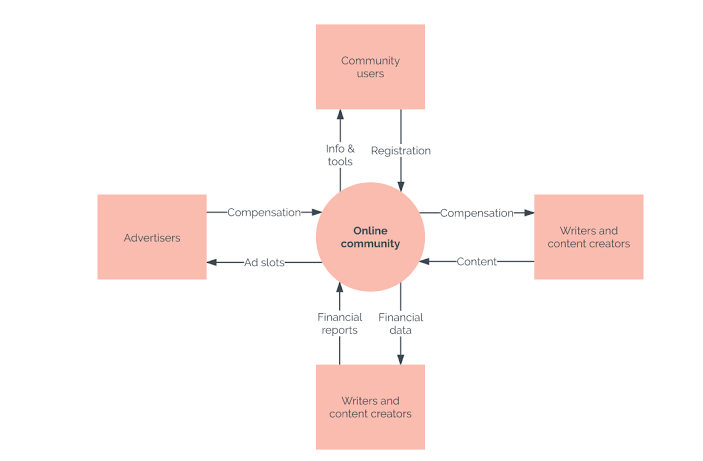 Community
users
Info &
tools
Registration
Advertisers
Compensation
Ad slots
Online
community
Compensation
Content
Writers and
content creators
Financial
reports
Financial
data
Writers and
content creators